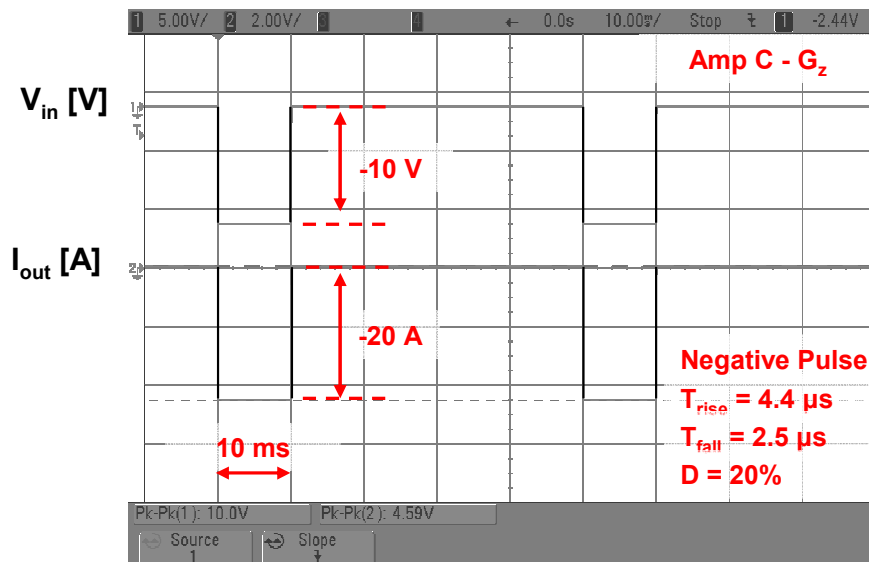 1 5.00V/ 2 2.00V/ 3 4 ← 0.0s 10.00ms/ Stop 1 -2.44V
Amp C - Gz
Vin [V]
-10 V
Iout [A]
-20 A
10 ms
Negative Pulse
Trise = 4.4 µs
Tfall = 2.5 µs
D = 20%
Pk-Pk(1): 10.0V Pk-Pk(2): 4.59V
Source Slope
1